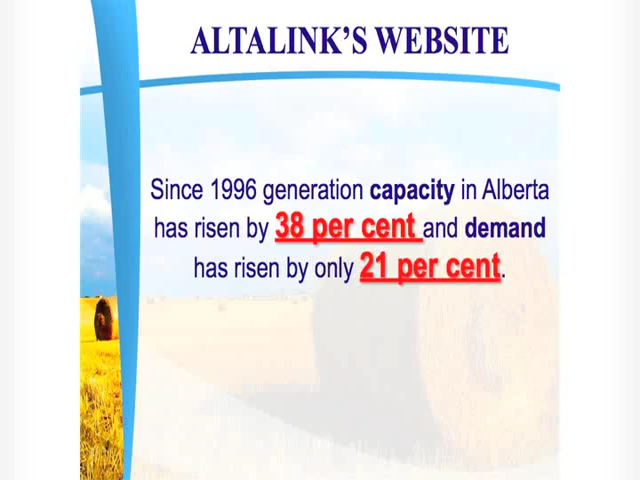 ALTALINK’S WEBSITE
Since 1996 generation capacity in Alberta
has risen by 38 per cent and demand
has risen by only 21 per cent.